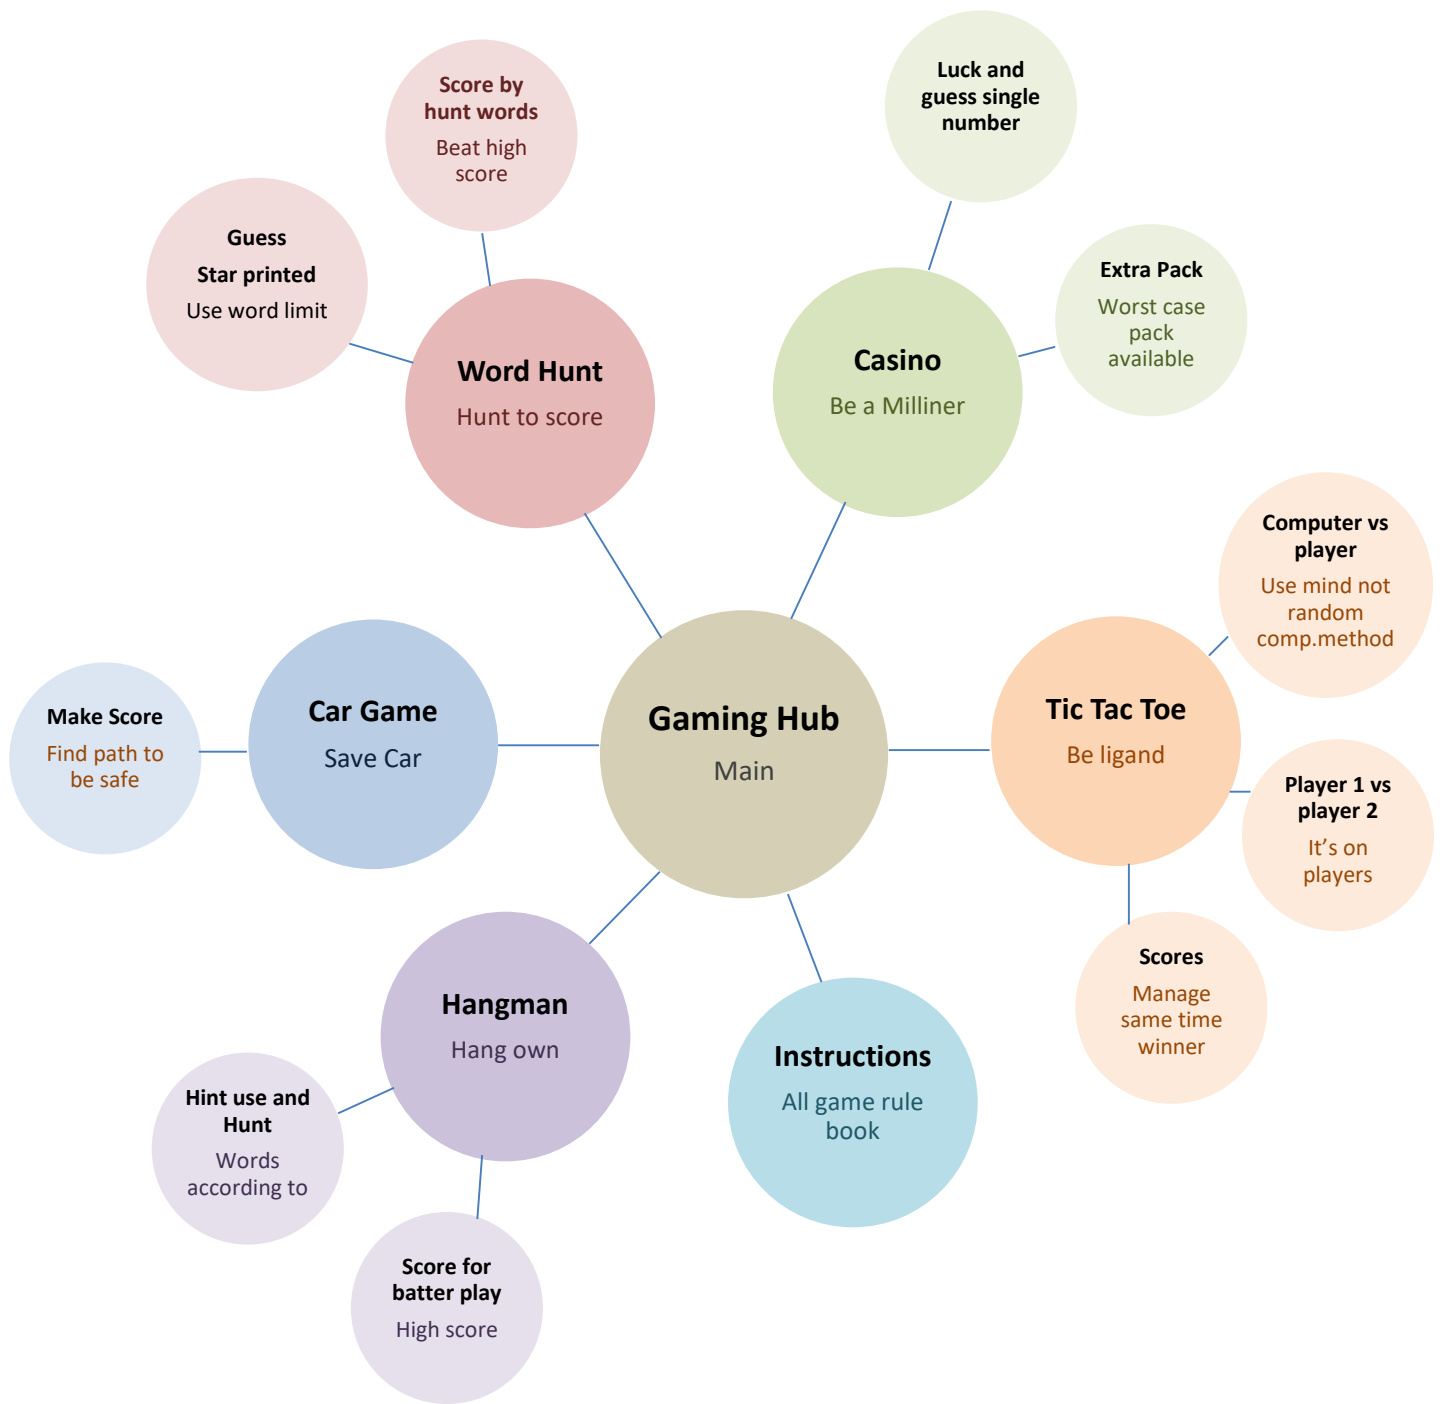 Score by
hunt words
Beat high
score
Luck and
guess single
number
Guess
Star printed
Use word limit
Extra Pack
Worst case
pack
available
Word Hunt
Hunt to score
Casino
Be a Milliner
Computer vs
player
Use mind not
random
comp.method
Make Score
Find path to
be safe
Car Game
Save Car
Gaming Hub
Main
Tic Tac Toe
Be ligand
Player 1 vs
player 2
It’s on
players
Scores
Manage
same time
winner
Hangman
Hang own
Instructions
All game rule
book
Hint use and
Hunt
Words
according to
Score for
batter play
High score